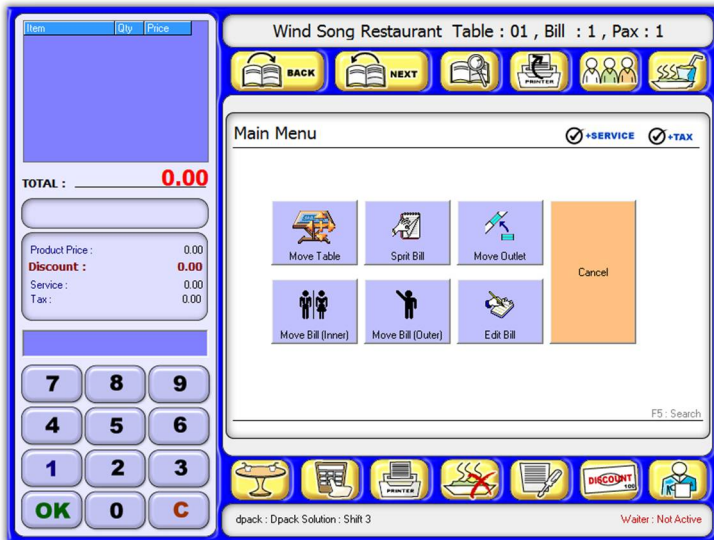 Item Qty Price
Wind Song Restaurant Table : 01 , Bill : 1 , Pax : 1
BACK NEXT PRINTER
Main Menu +SERVICE +TAX
TOTAL : 0.00
Move Table Sprit Bill Move Outlet
Cancel
Move Bill (Inner) Move Bill (Outer) Edit Bill
Product Price : 0.00
Discount : 0.00
Service : 0.00
Tax : 0.00
7 8 9
4 5 6
1 2 3
OK 0 C
F5 : Search
PRINTER DISCOUNT 100
dpack : Dpack Solution : Shift 3 Waiter : Not Active